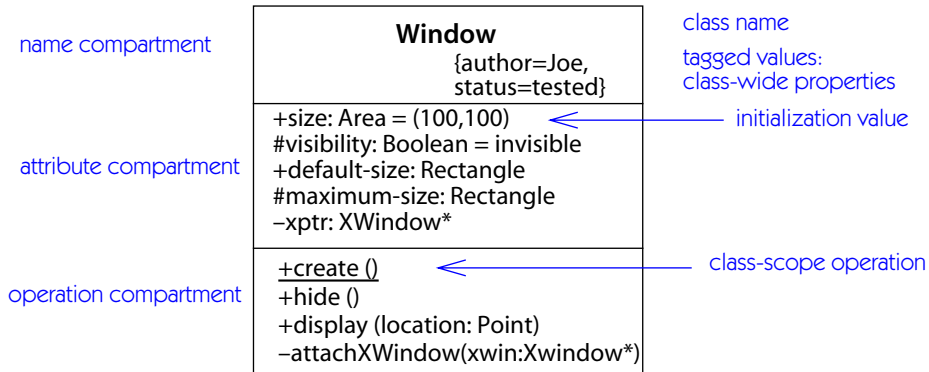 name compartment
Window
{author=Joe,
status=tested}
class name
tagged values:
class-wide properties
attribute compartment
+size: Area = (100,100)
#visibility: Boolean = invisible
+default-size: Rectangle
#maximum-size: Rectangle
–xptr: XWindow*
initialization value
operation compartment
+create ()
+hide ()
+display (location: Point)
–attachXWindow(xwin:Xwindow*)
class-scope operation